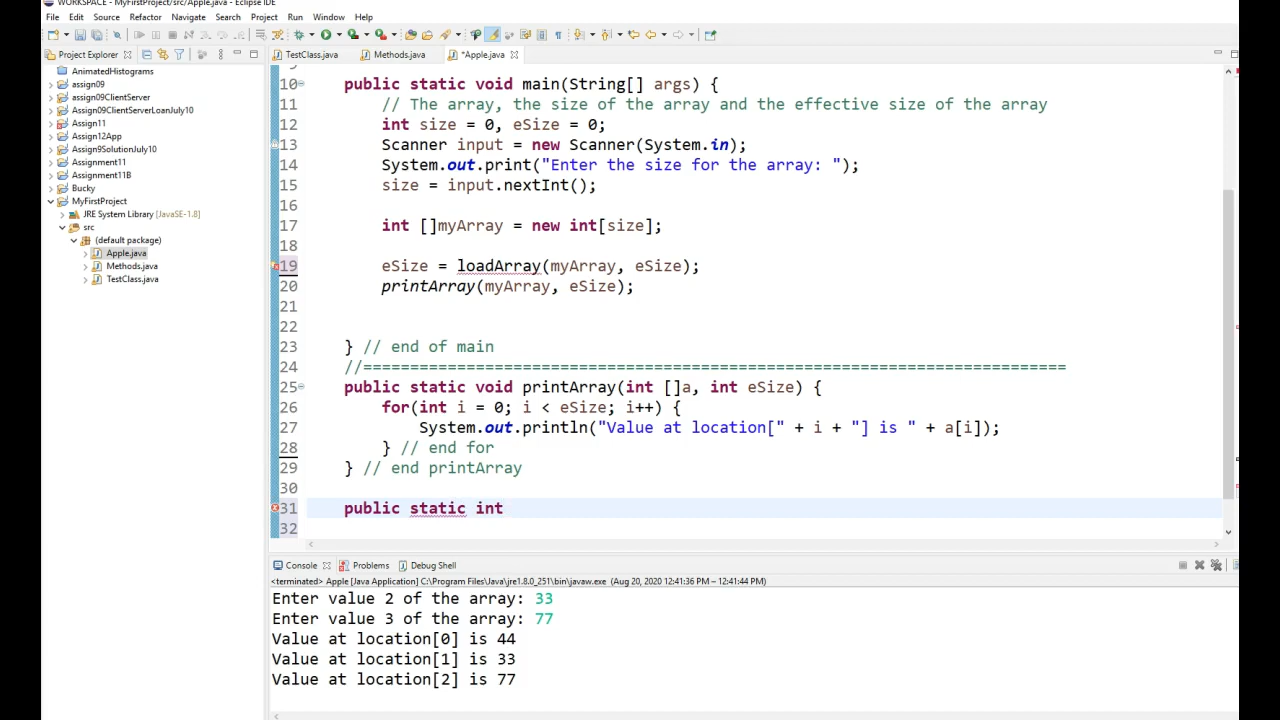 WORKSPACE - MyFirstProject/src/Apple.java - Eclipse IDE
File Edit Source Refactor Navigate Search Project Run Window Help
Project Explorer
TestClass.java Methods.java *Apple.java
AnimatedHistograms
assign09
assign09ClientServer
Assign09ClientServerLoanJuly10
Assign11
Assign12App
Assign9SolutionJuly10
Assignment11
Assignment11B
Bucky
MyFirstProject
JRE System Library [JavaSE-1.8]
src
(default package)
Apple.java
Methods.java
TestClass.java
9
10 public static void main(String[] args) {
11 // The array, the size of the array and the effective size of the array
12 int size = 0, eSize = 0;
13 Scanner input = new Scanner(System.in);
14 System.out.print("Enter the size for the array: ");
15 size = input.nextInt();
16
17 int []myArray = new int[size];
18
19 eSize = loadArray(myArray, eSize);
20 printArray(myArray, eSize);
21
22
23 } // end of main
24 //===========================================================================
25 public static void printArray(int []a, int eSize) {
26 for(int i = 0; i < eSize; i++) {
27 System.out.println("Value at location[" + i + "] is " + a[i]);
28 } // end for
29 } // end printArray
30
31 public static int
32
Console Problems Debug Shell
<terminated> Apple [Java Application] C:\Program Files\Java\jre1.8.0_251\bin\javaw.exe (Aug 20, 2020 12:41:36 PM – 12:41:44 PM)
Enter value 2 of the array: 33
Enter value 3 of the array: 77
Value at location[0] is 44
Value at location[1] is 33
Value at location[2] is 77